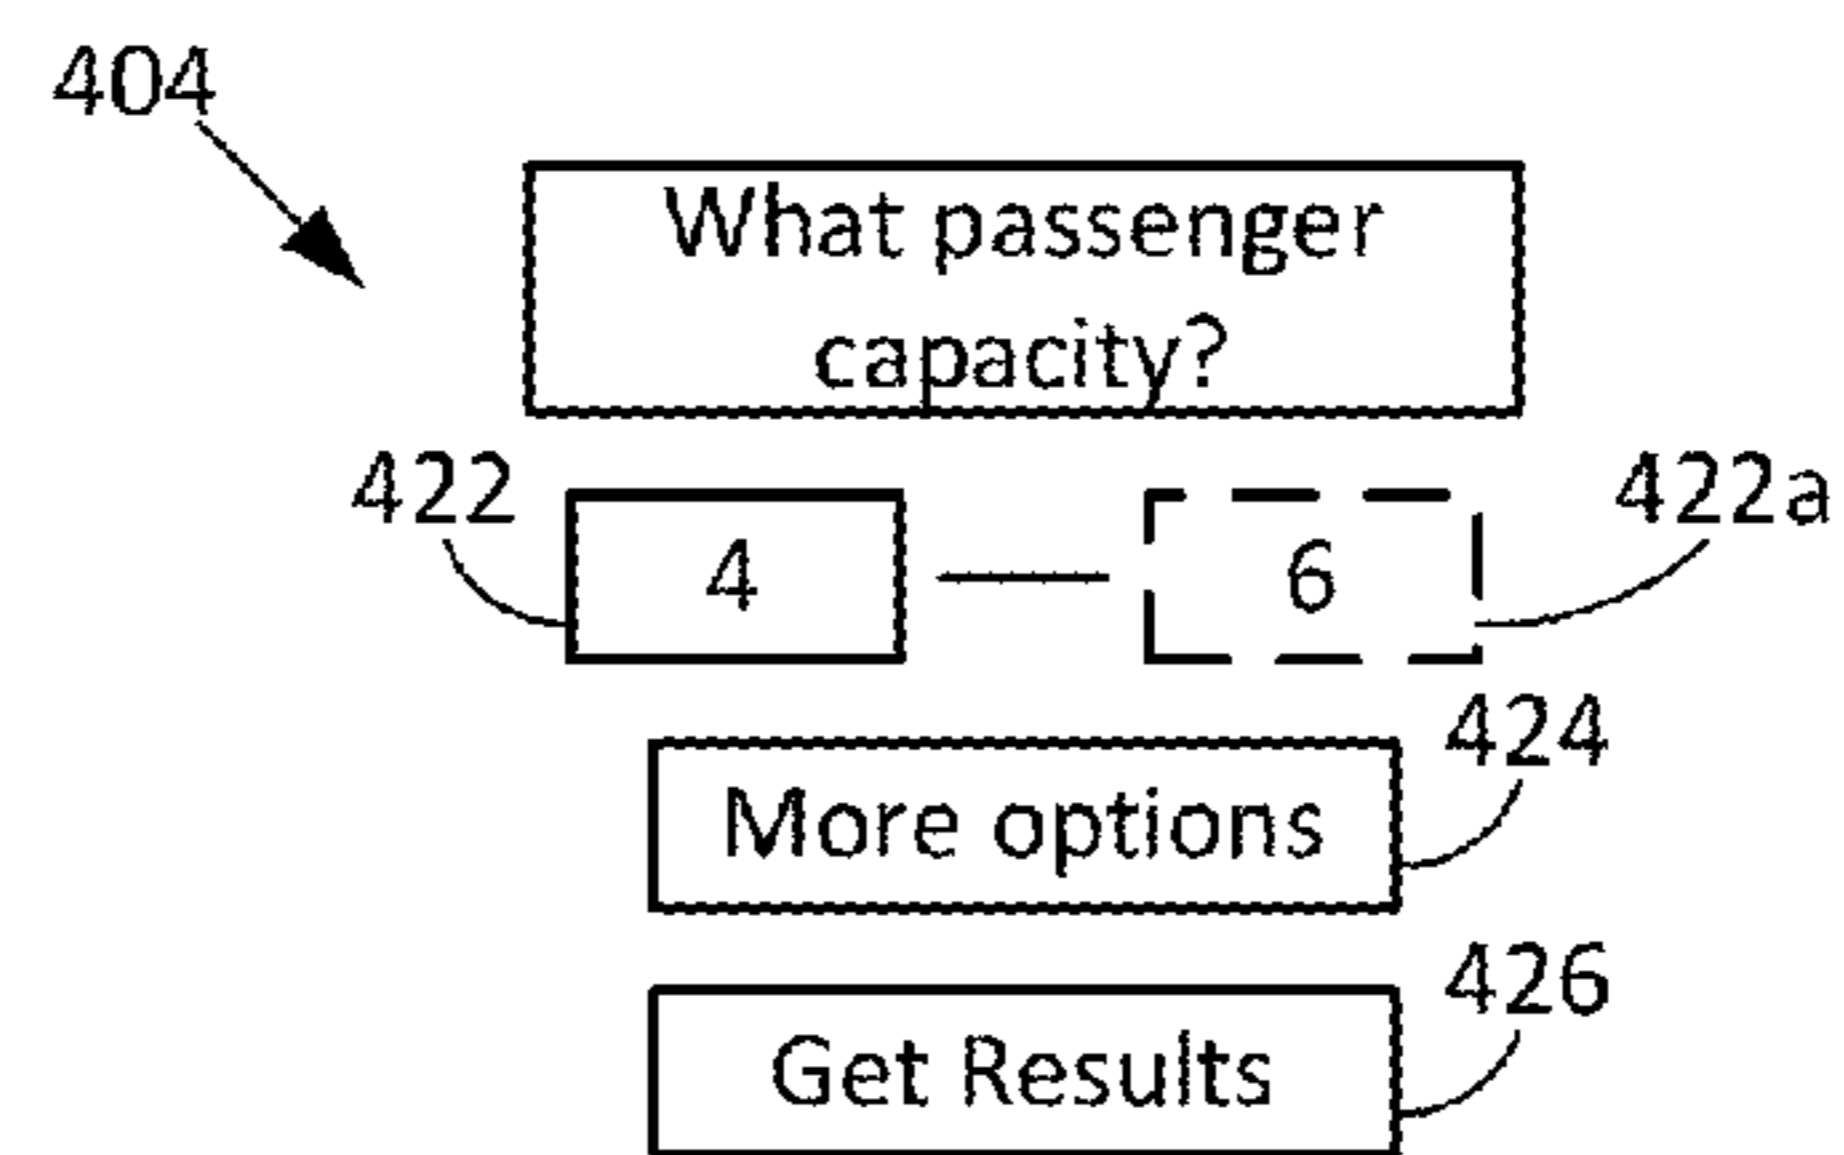 404
What passenger
capacity?
422
4
6
422a
More options
424
Get Results
426